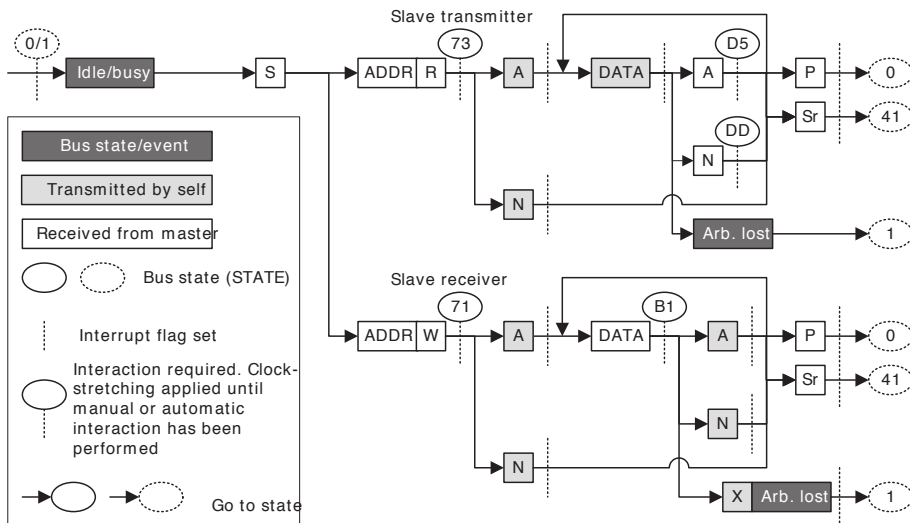 Slave transmitter
0/1
73
D5
Idle/busy
S
ADDR R
A
DATA
A
P
0
Sr
41
DD
N
N
Arb. lost
1
Bus state/event
Transmitted by self
Received from master
Bus state (STATE)
Interrupt flag set
Interaction required. Clock-
stretching applied until
manual or automatic
interaction has been
performed
Go to state
Slave receiver
71
B1
ADDR W
A
DATA
A
P
0
Sr
41
N
N
X Arb. lost
1